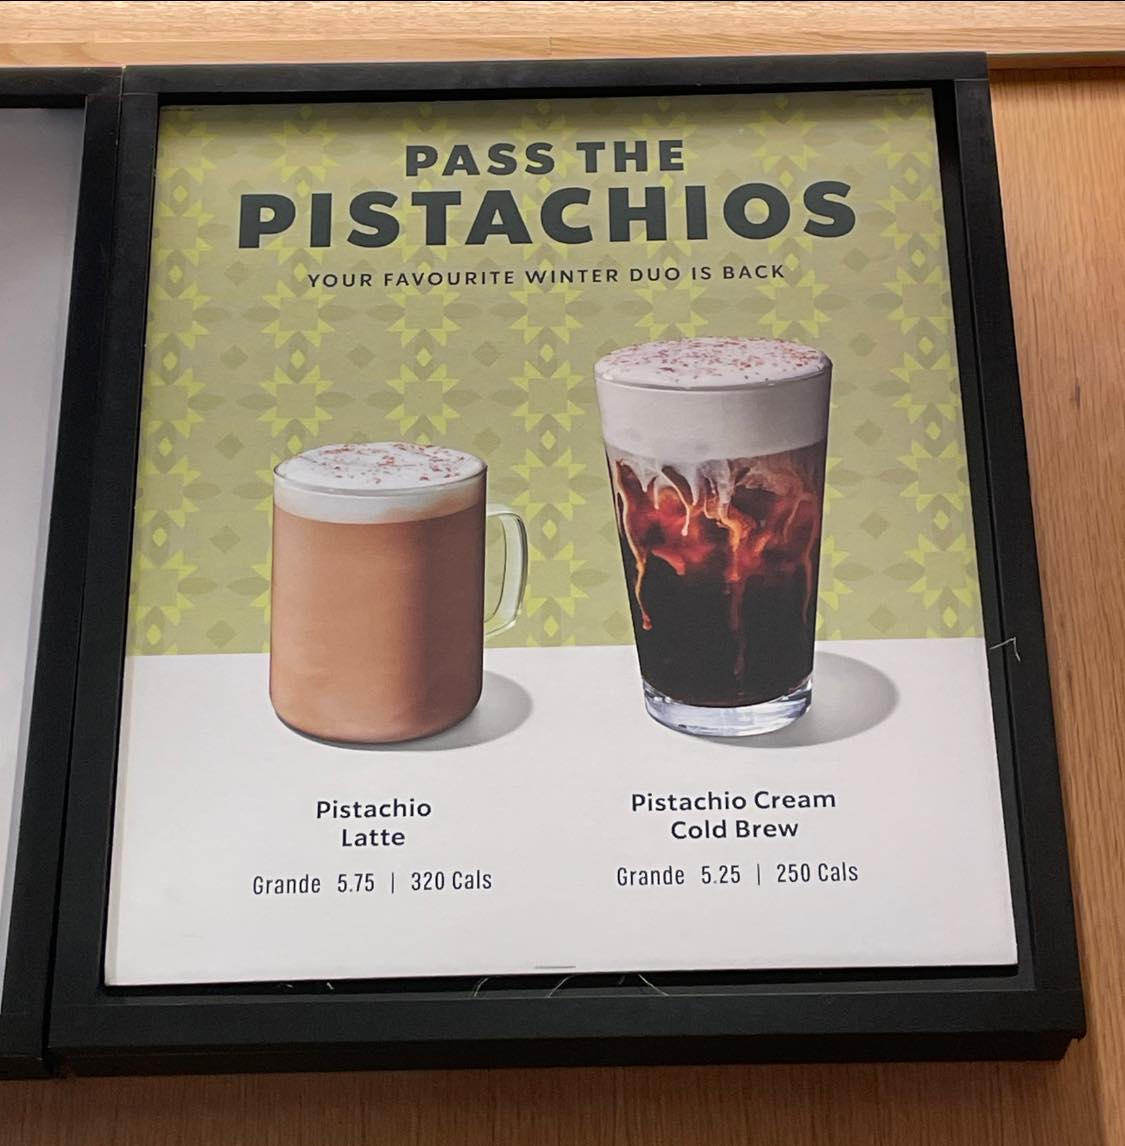 PASS THE
PISTACHIOS
YOUR FAVOURITE WINTER DUO IS BACK
Pistachio
Latte
Grande 5.75 | 320 Cals
Pistachio Cream
Cold Brew
Grande 5.25 | 250 Cals